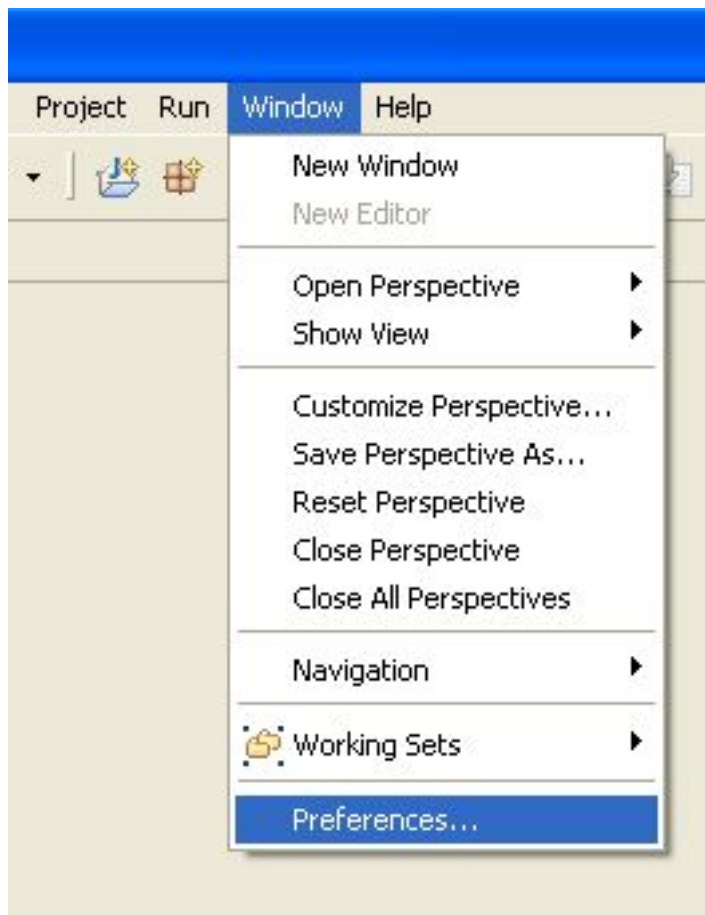 Project Run Window Help
New Window
New Editor
Open Perspective
Show View
Customize Perspective...
Save Perspective As...
Reset Perspective
Close Perspective
Close All Perspectives
Navigation
Working Sets
Preferences...